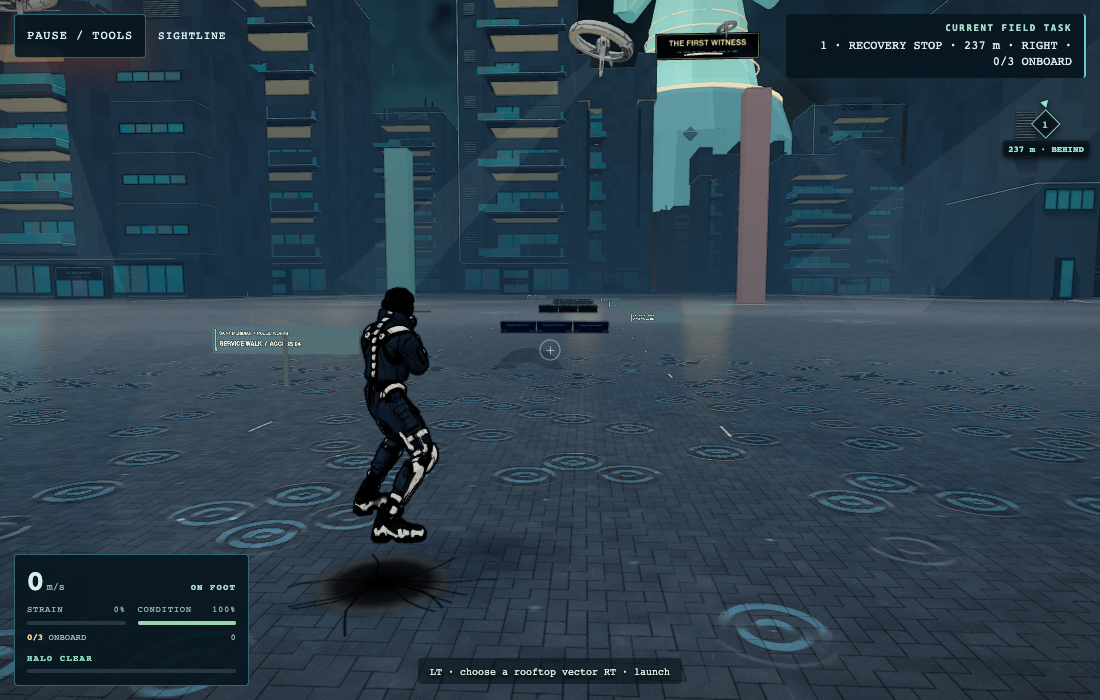 PAUSE / TOOLS
SIGHTLINE
THE FIRST WITNESS
CURRENT FIELD TASK
1 · RECOVERY STOP · 237 m · RIGHT ·
0/3 ONBOARD
1
237 m · BEHIND
SERVICE WALK /
0 m/s
ON FOOT
STRAIN 0% CONDITION 100%
0/3 ONBOARD 0
HALO CLEAR
LT · choose a rooftop vector RT · launch